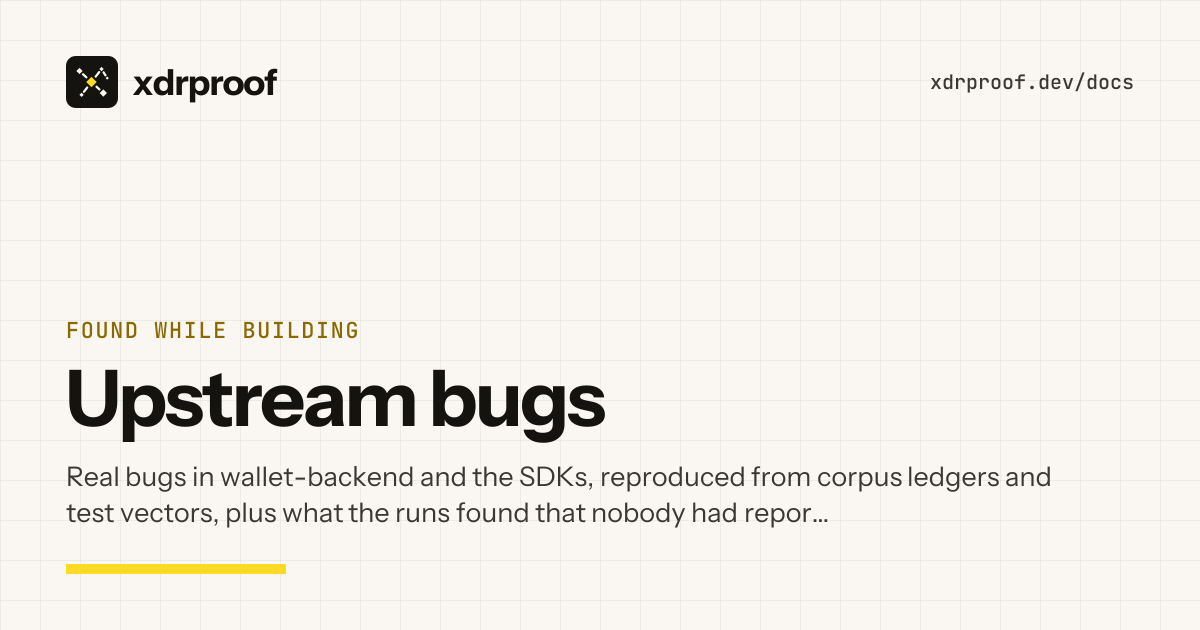 xdrproof
xdrproof.dev/docs
FOUND WHILE BUILDING
Upstream bugs
Real bugs in wallet-backend and the SDKs, reproduced from corpus ledgers and
test vectors, plus what the runs found that nobody had repor…